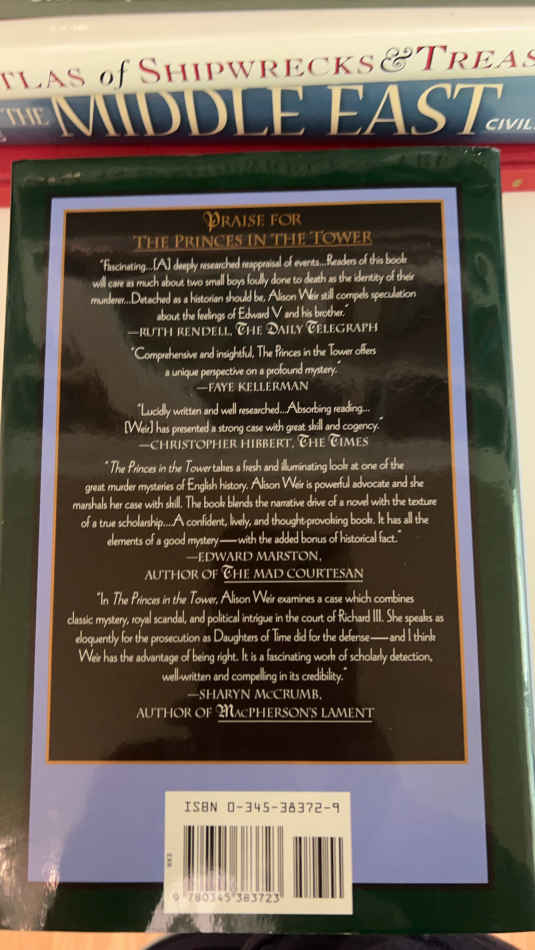 TLAS of SHIPWRECKS & TREAS
THE MIDDLE EAST CIVIL
PRAISE FOR
THE PRINCES IN THE TOWER
"Fascinating...[A] deeply researched reappraisal of events...Readers of this book
will care as much about two small boys foully done to death as the identity of their
murderer...Detached as a historian should be, Alison Weir still compels speculation
about the feelings of Edward V and his brother."
—RUTH RENDELL, THE DAILY TELEGRAPH
"Comprehensive and insightful, The Princes in the Tower offers
a unique perspective on a profound mystery."
—FAYE KELLERMAN
"Lucidly written and well researched...Absorbing reading...
[Weir] has presented a strong case with great skill and cogency."
—CHRISTOPHER HIBBERT, THE TIMES
"The Princes in the Tower takes a fresh and illuminating look at one of the
great murder mysteries of English history. Alison Weir is powerful advocate and she
marshals her case with skill. The book blends the narrative drive of a novel with the texture
of a true scholarship....A confident, lively, and thought-provoking book. It has all the
elements of a good mystery—with the added bonus of historical fact."
—EDWARD MARSTON,
AUTHOR OF THE MAD COURTESAN
"In The Princes in the Tower, Alison Weir examines a case which combines
classic mystery, royal scandal, and political intrigue in the court of Richard III. She speaks as
eloquently for the prosecution as Daughters of Time did for the defense—and I think
Weir has the advantage of being right. It is a fascinating work of scholarly detection,
well-written and compelling in its credibility."
—SHARYN McCRUMB,
AUTHOR OF MACPHERSON'S LAMENT
ISBN 0-345-38372-9
9 780345 383723